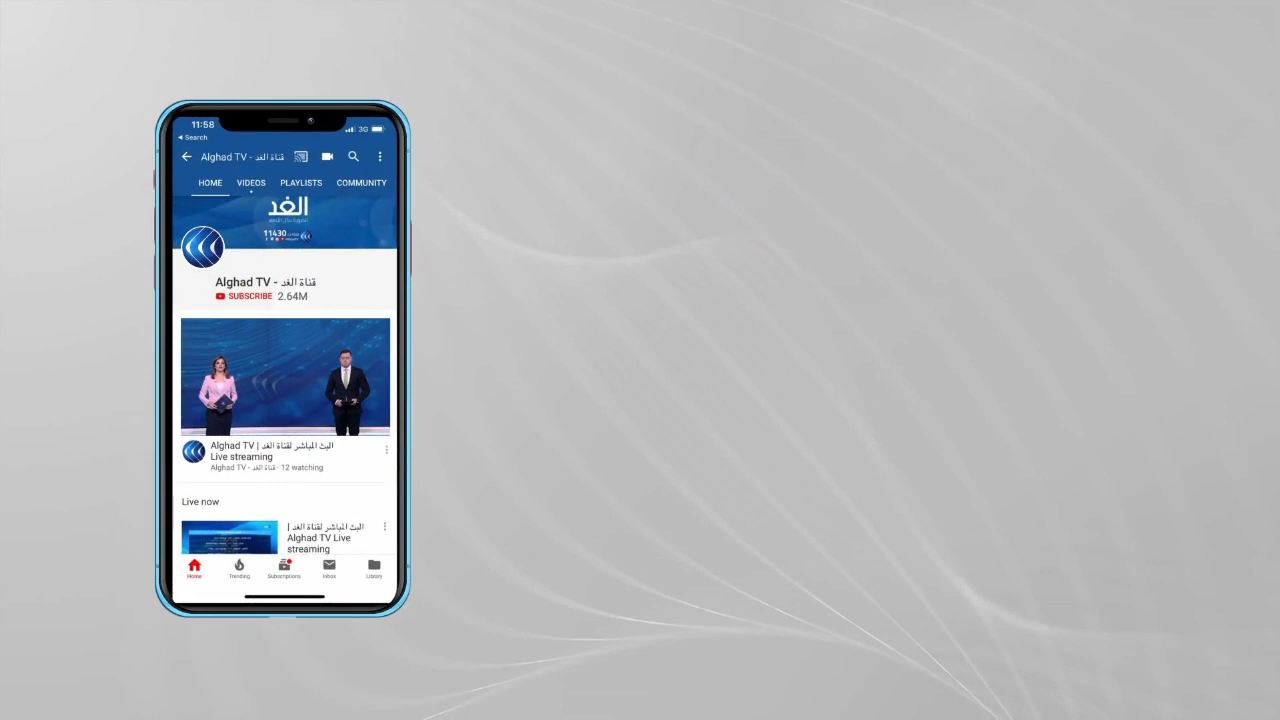 11:58
3G
Search
Alghad TV - قناة الغد
HOME VIDEOS PLAYLISTS COMMUNITY
الغد
11430
Alghad TV - قناة الغد
SUBSCRIBE 2.64M
Alghad TV | البث المباشر لقناة الغد
Live streaming
Alghad TV - قناة الغد · 12 watching
Live now
البث المباشر لقناة الغد |
Alghad TV Live
streaming
Home Trending Subscriptions Inbox Library